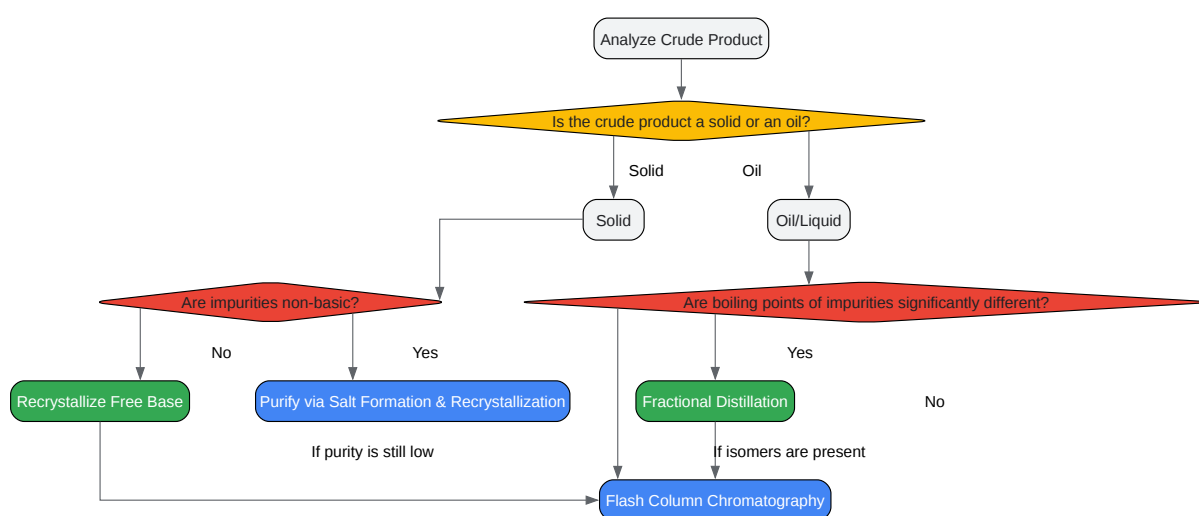 Analyze Crude Product
Is the crude product a solid or an oil?
Solid
Oil
Solid
Oil/Liquid
Are impurities non-basic?
Are boiling points of impurities significantly different?
No
Yes
Yes
Recrystallize Free Base
Purify via Salt Formation & Recrystallization
Fractional Distillation
No
If purity is still low
If isomers are present
Flash Column Chromatography